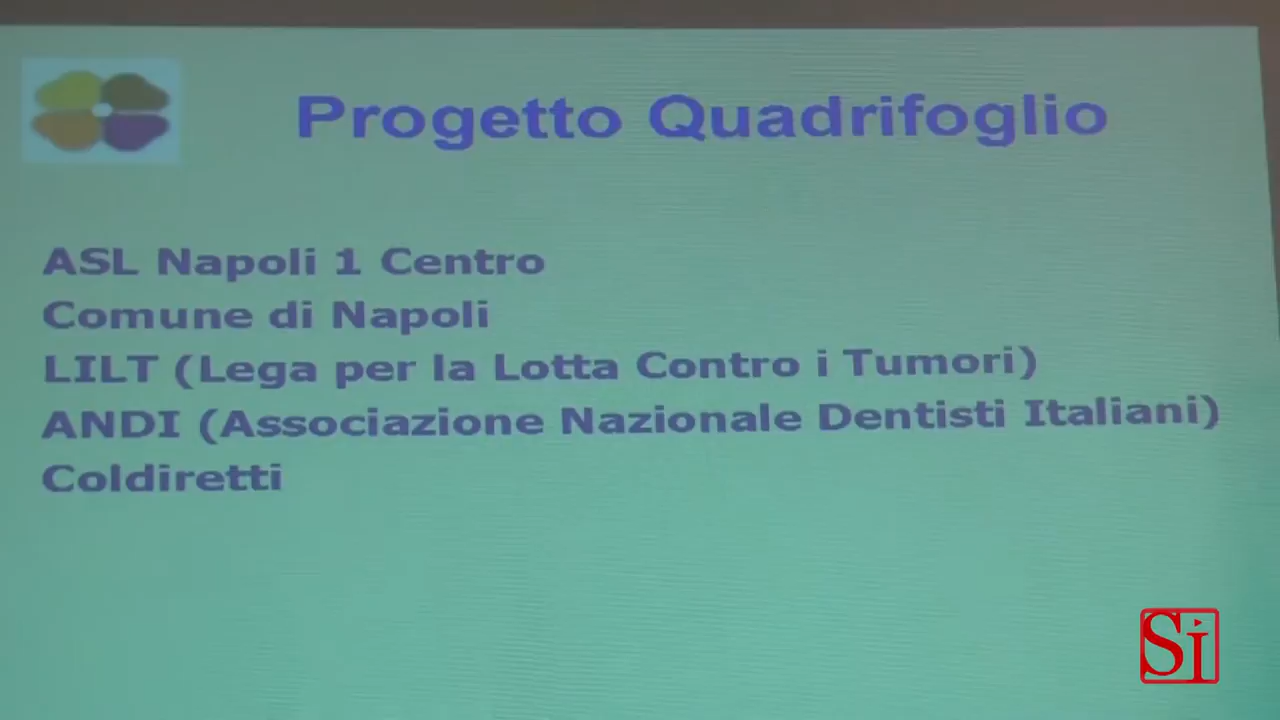 Progetto Quadrifoglio
ASL Napoli 1 Centro
Comune di Napoli
LILT (Lega per la Lotta Contro i Tumori)
ANDI (Associazione Nazionale Dentisti Italiani)
Coldiretti
Si